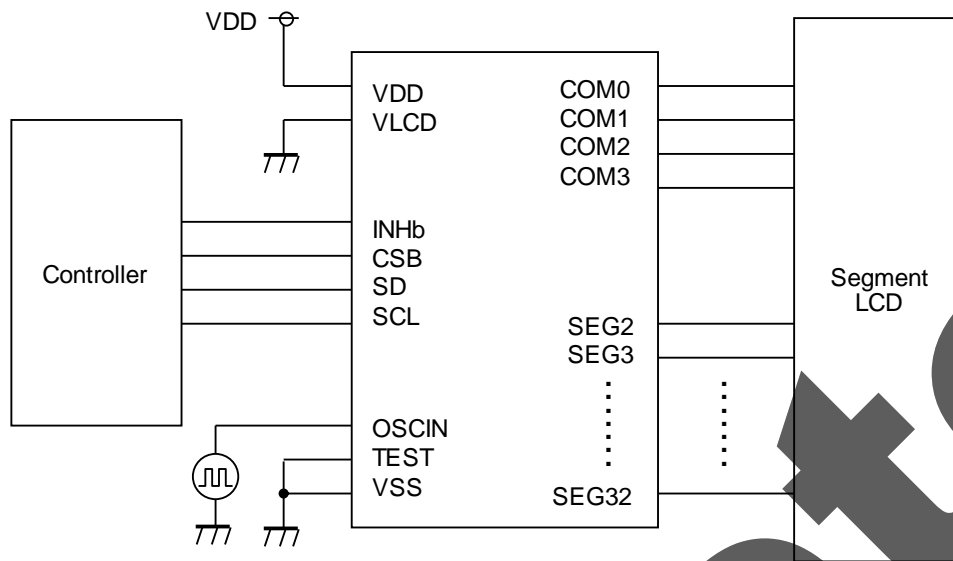 VDD
VDD
VLCD
INHb
CSB
SD
SCL
OSCIN
TEST
VSS
COM0
COM1
COM2
COM3
SEG2
SEG3
SEG32
Controller
Segment
LCD